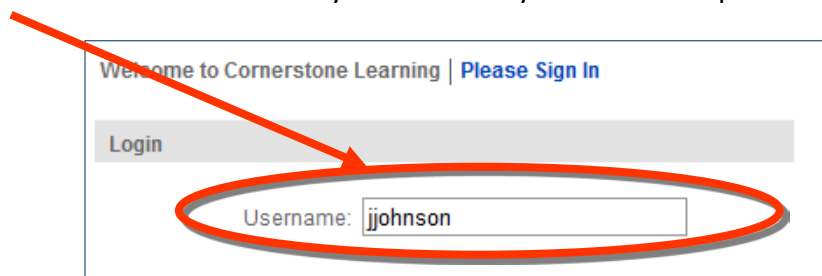 Welcome to Cornerstone Learning | Please Sign In
Login
Username: jjohnson